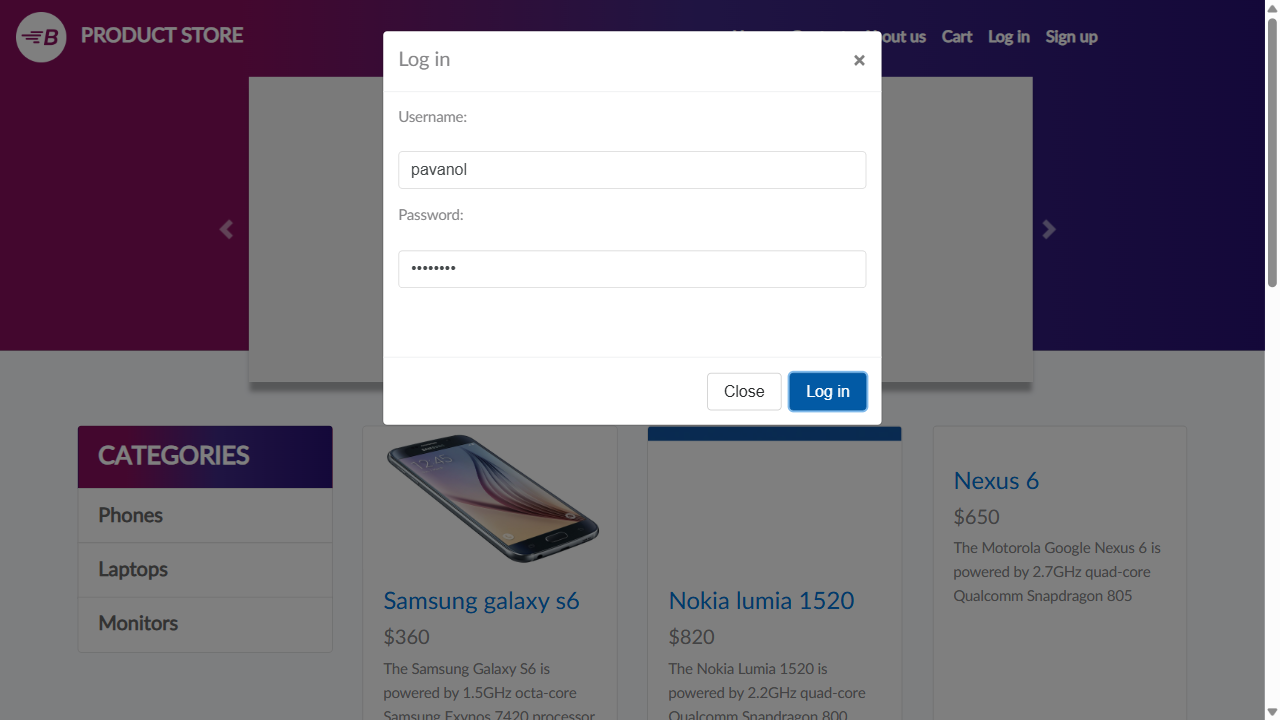 B PRODUCT STORE
out us Cart Log in Sign up
Log in
×
Username:
pavanol
Password:
••••••••
Close Log in
CATEGORIES
Phones
Laptops
Monitors
12:45
Samsung galaxy s6
$360
The Samsung Galaxy S6 is
powered by 1.5GHz octa-core
Samsung Exynos 7420 processor
Nokia lumia 1520
$820
The Nokia Lumia 1520 is
powered by 2.2GHz quad-core
Qualcomm Snapdragon 800
Nexus 6
$650
The Motorola Google Nexus 6 is
powered by 2.7GHz quad-core
Qualcomm Snapdragon 805